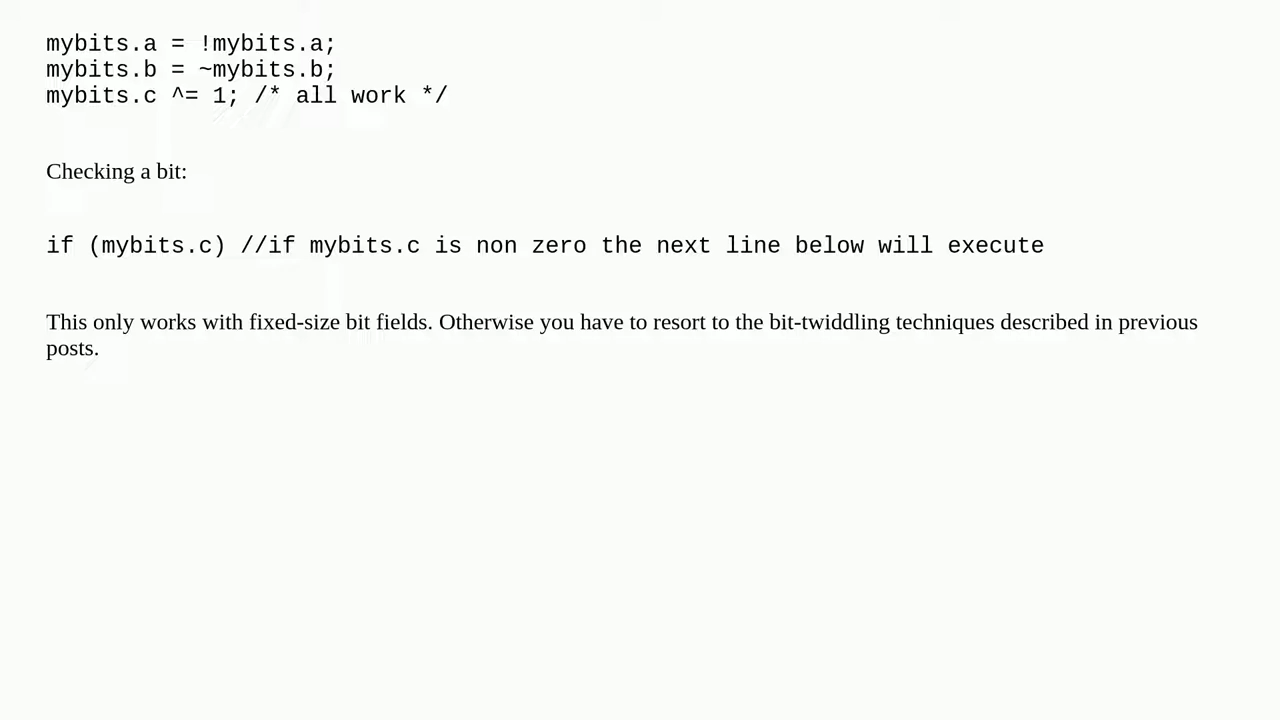 mybits.a = !mybits.a;
mybits.b = ~mybits.b;
mybits.c ^= 1; /* all work */
Checking a bit:
if (mybits.c) //if mybits.c is non zero the next line below will execute
This only works with fixed-size bit fields. Otherwise you have to resort to the bit-twiddling techniques described in previous
posts.